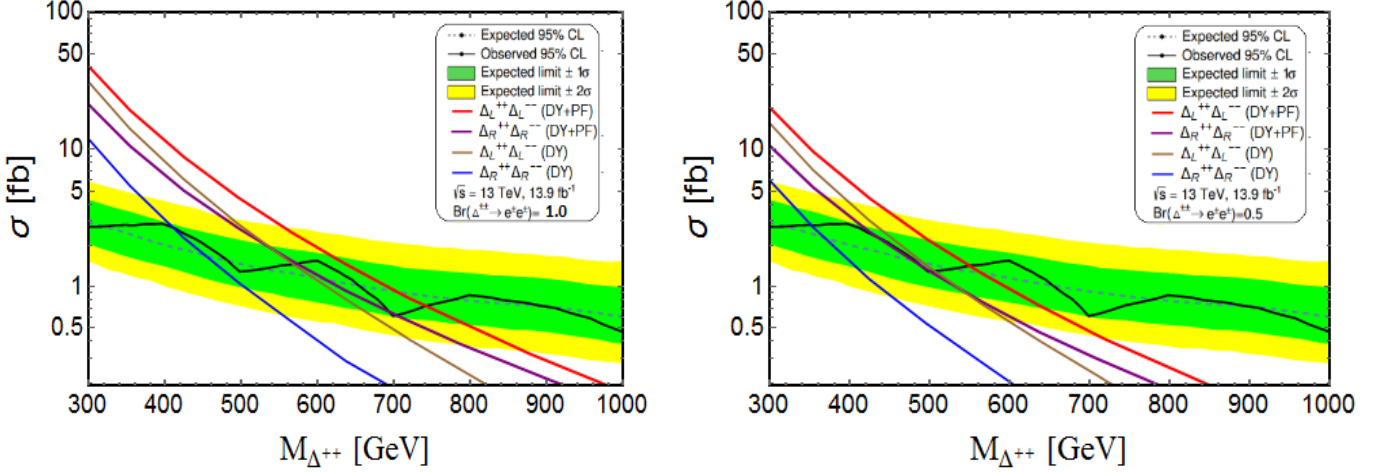 100
50
10
5
1
0.5
σ [fb]
Expected 95% CL
Observed 95% CL
Expected limit ± 1σ
Expected limit ± 2σ
Δ_L^{++}Δ_L^{--} (DY+PF)
Δ_R^{++}Δ_R^{--} (DY+PF)
Δ_L^{++}Δ_L^{--} (DY)
Δ_R^{++}Δ_R^{--} (DY)
√s = 13 TeV, 13.9 fb⁻¹
Br(Δ^{±±}→ e^±e^±)= 1.0
300 400 500 600 700 800 900 1000
M_{Δ^{++}} [GeV]
100
50
10
5
1
0.5
σ [fb]
Expected 95% CL
Observed 95% CL
Expected limit ± 1σ
Expected limit ± 2σ
Δ_L^{++}Δ_L^{--} (DY+PF)
Δ_R^{++}Δ_R^{--} (DY+PF)
Δ_L^{++}Δ_L^{--} (DY)
Δ_R^{++}Δ_R^{--} (DY)
√s = 13 TeV, 13.9 fb⁻¹
Br(Δ^{±±}→ e^±e^±)=0.5
300 400 500 600 700 800 900 1000
M_{Δ^{++}} [GeV]